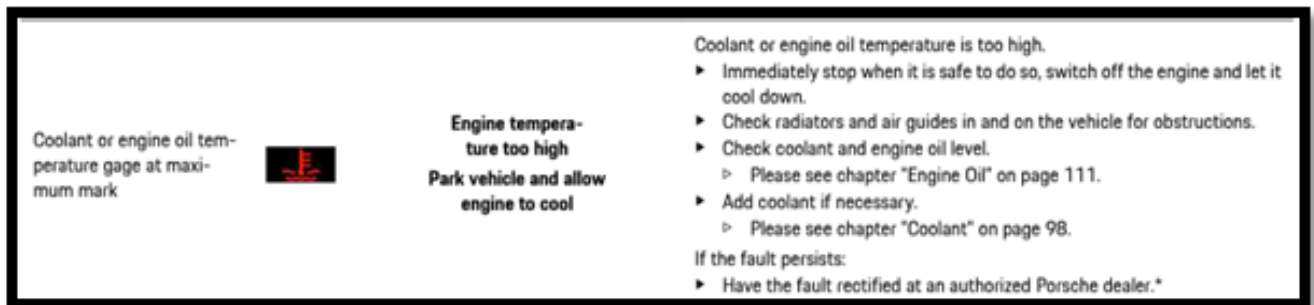 Coolant or engine oil tem-
perature gage at maxi-
mum mark
Engine tempera-
ture too high
Park vehicle and allow
engine to cool
Coolant or engine oil temperature is too high.
▶ Immediately stop when it is safe to do so, switch off the engine and let it
cool down.
▶ Check radiators and air guides in and on the vehicle for obstructions.
▶ Check coolant and engine oil level.
▷ Please see chapter "Engine Oil" on page 111.
▶ Add coolant if necessary.
▷ Please see chapter "Coolant" on page 98.
If the fault persists:
▶ Have the fault rectified at an authorized Porsche dealer.*